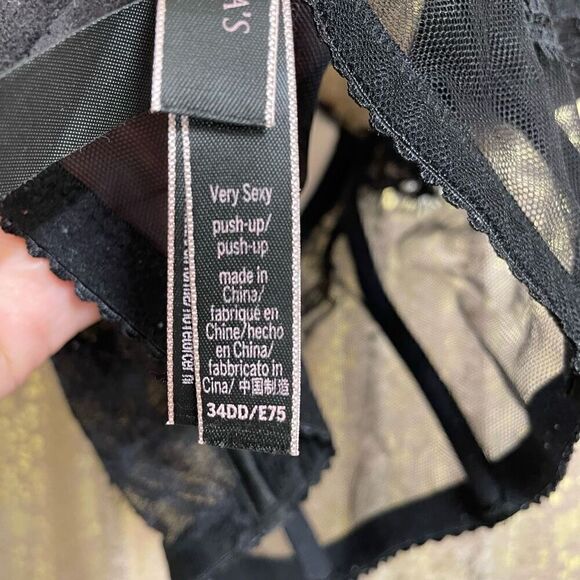 A'S
Very Sexy
push-up/
push-up
made in
China/
fabriqué en
Chine/hecho
en China/
fabbricato in
Cina/ 中国制造
34DD/E75